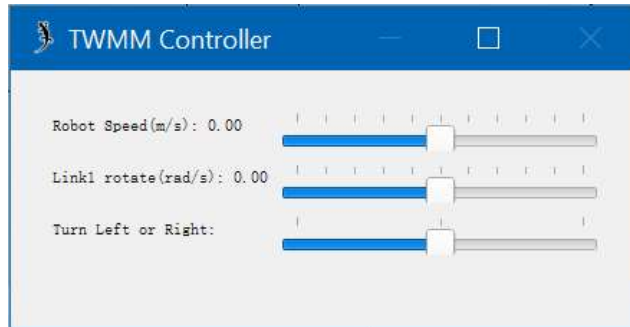 TWMM Controller
Robot Speed(m/s): 0.00
Link1 rotate(rad/s): 0.00
Turn Left or Right: